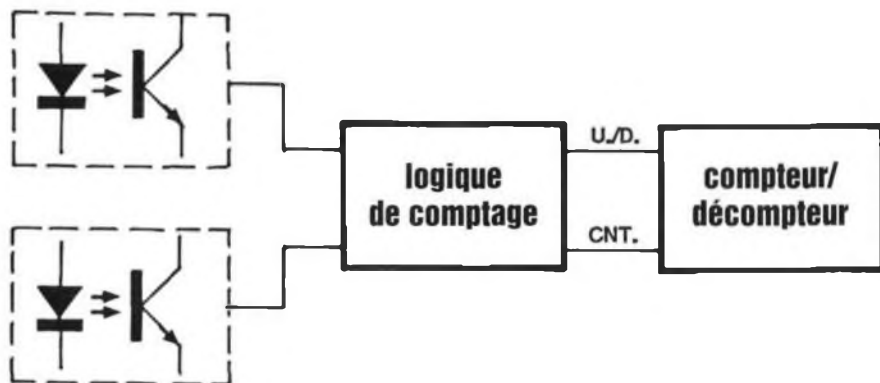 logique
de comptage
U./D.
CNT.
compteur/
décompteur